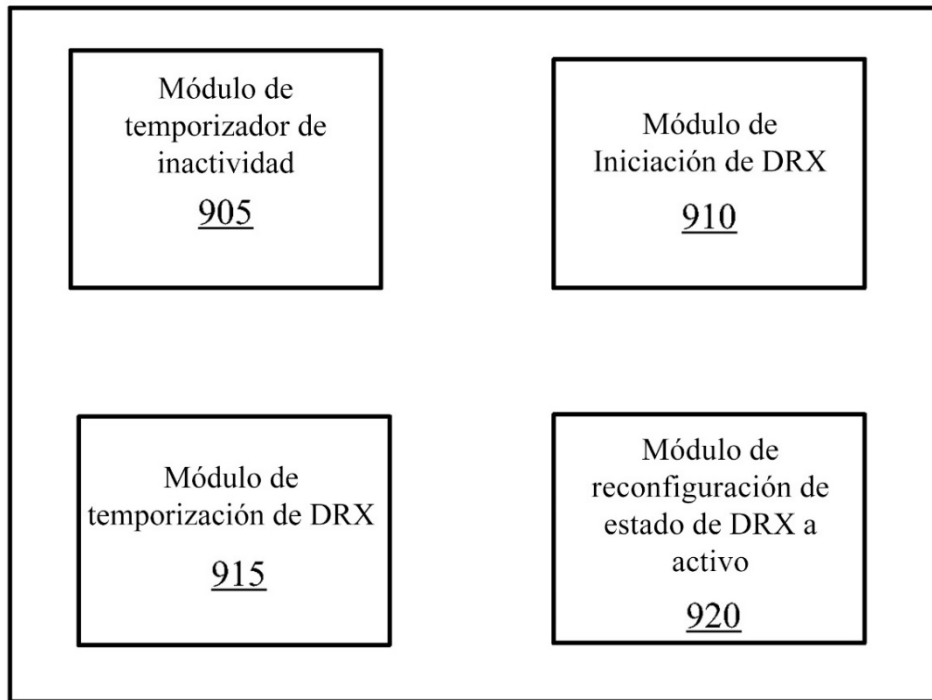 Módulo de
temporizador de
inactividad
905
Módulo de
Iniciación de DRX
910
Módulo de
temporización de DRX
915
Módulo de
reconfiguración de
estado de DRX a
activo
920